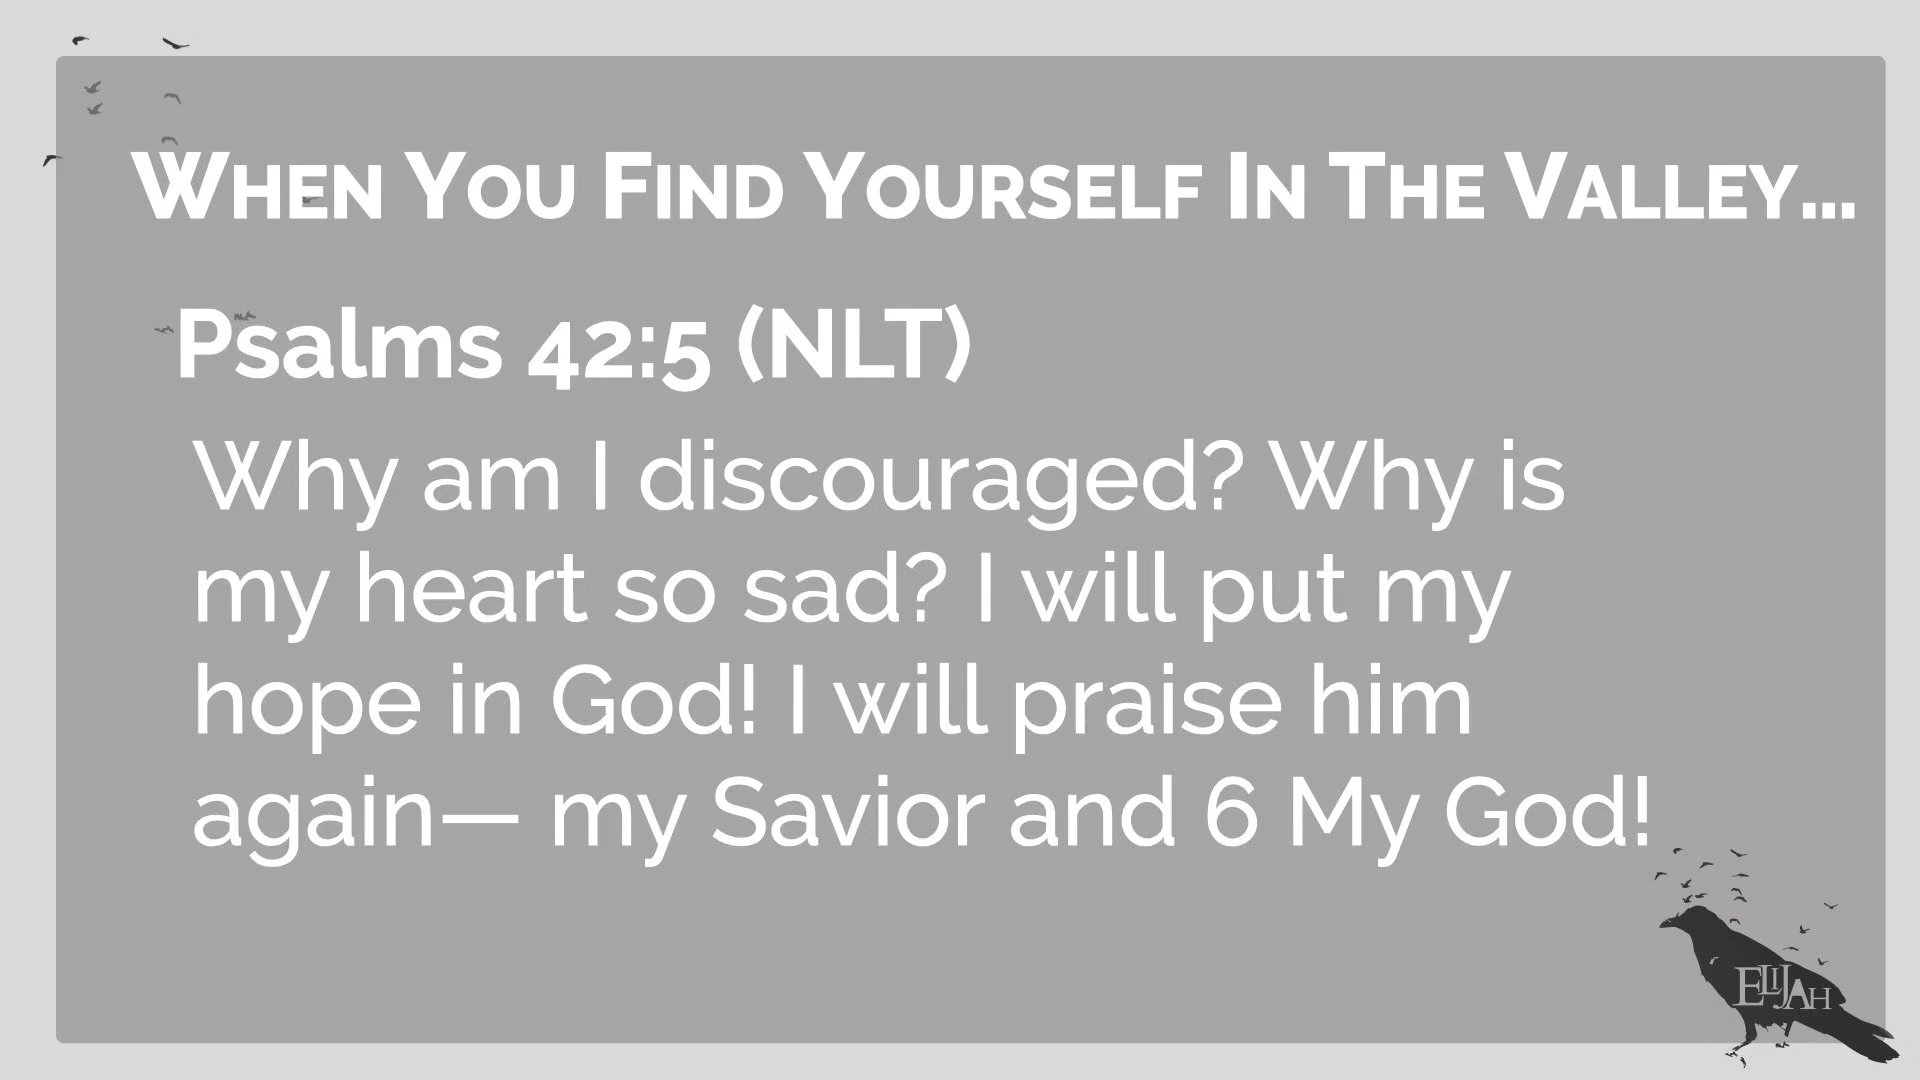 When You Find Yourself In The Valley...
Psalms 42:5 (NLT)
Why am I discouraged? Why is
my heart so sad? I will put my
hope in God! I will praise him
again— my Savior and 6 My God!
ELIJAH